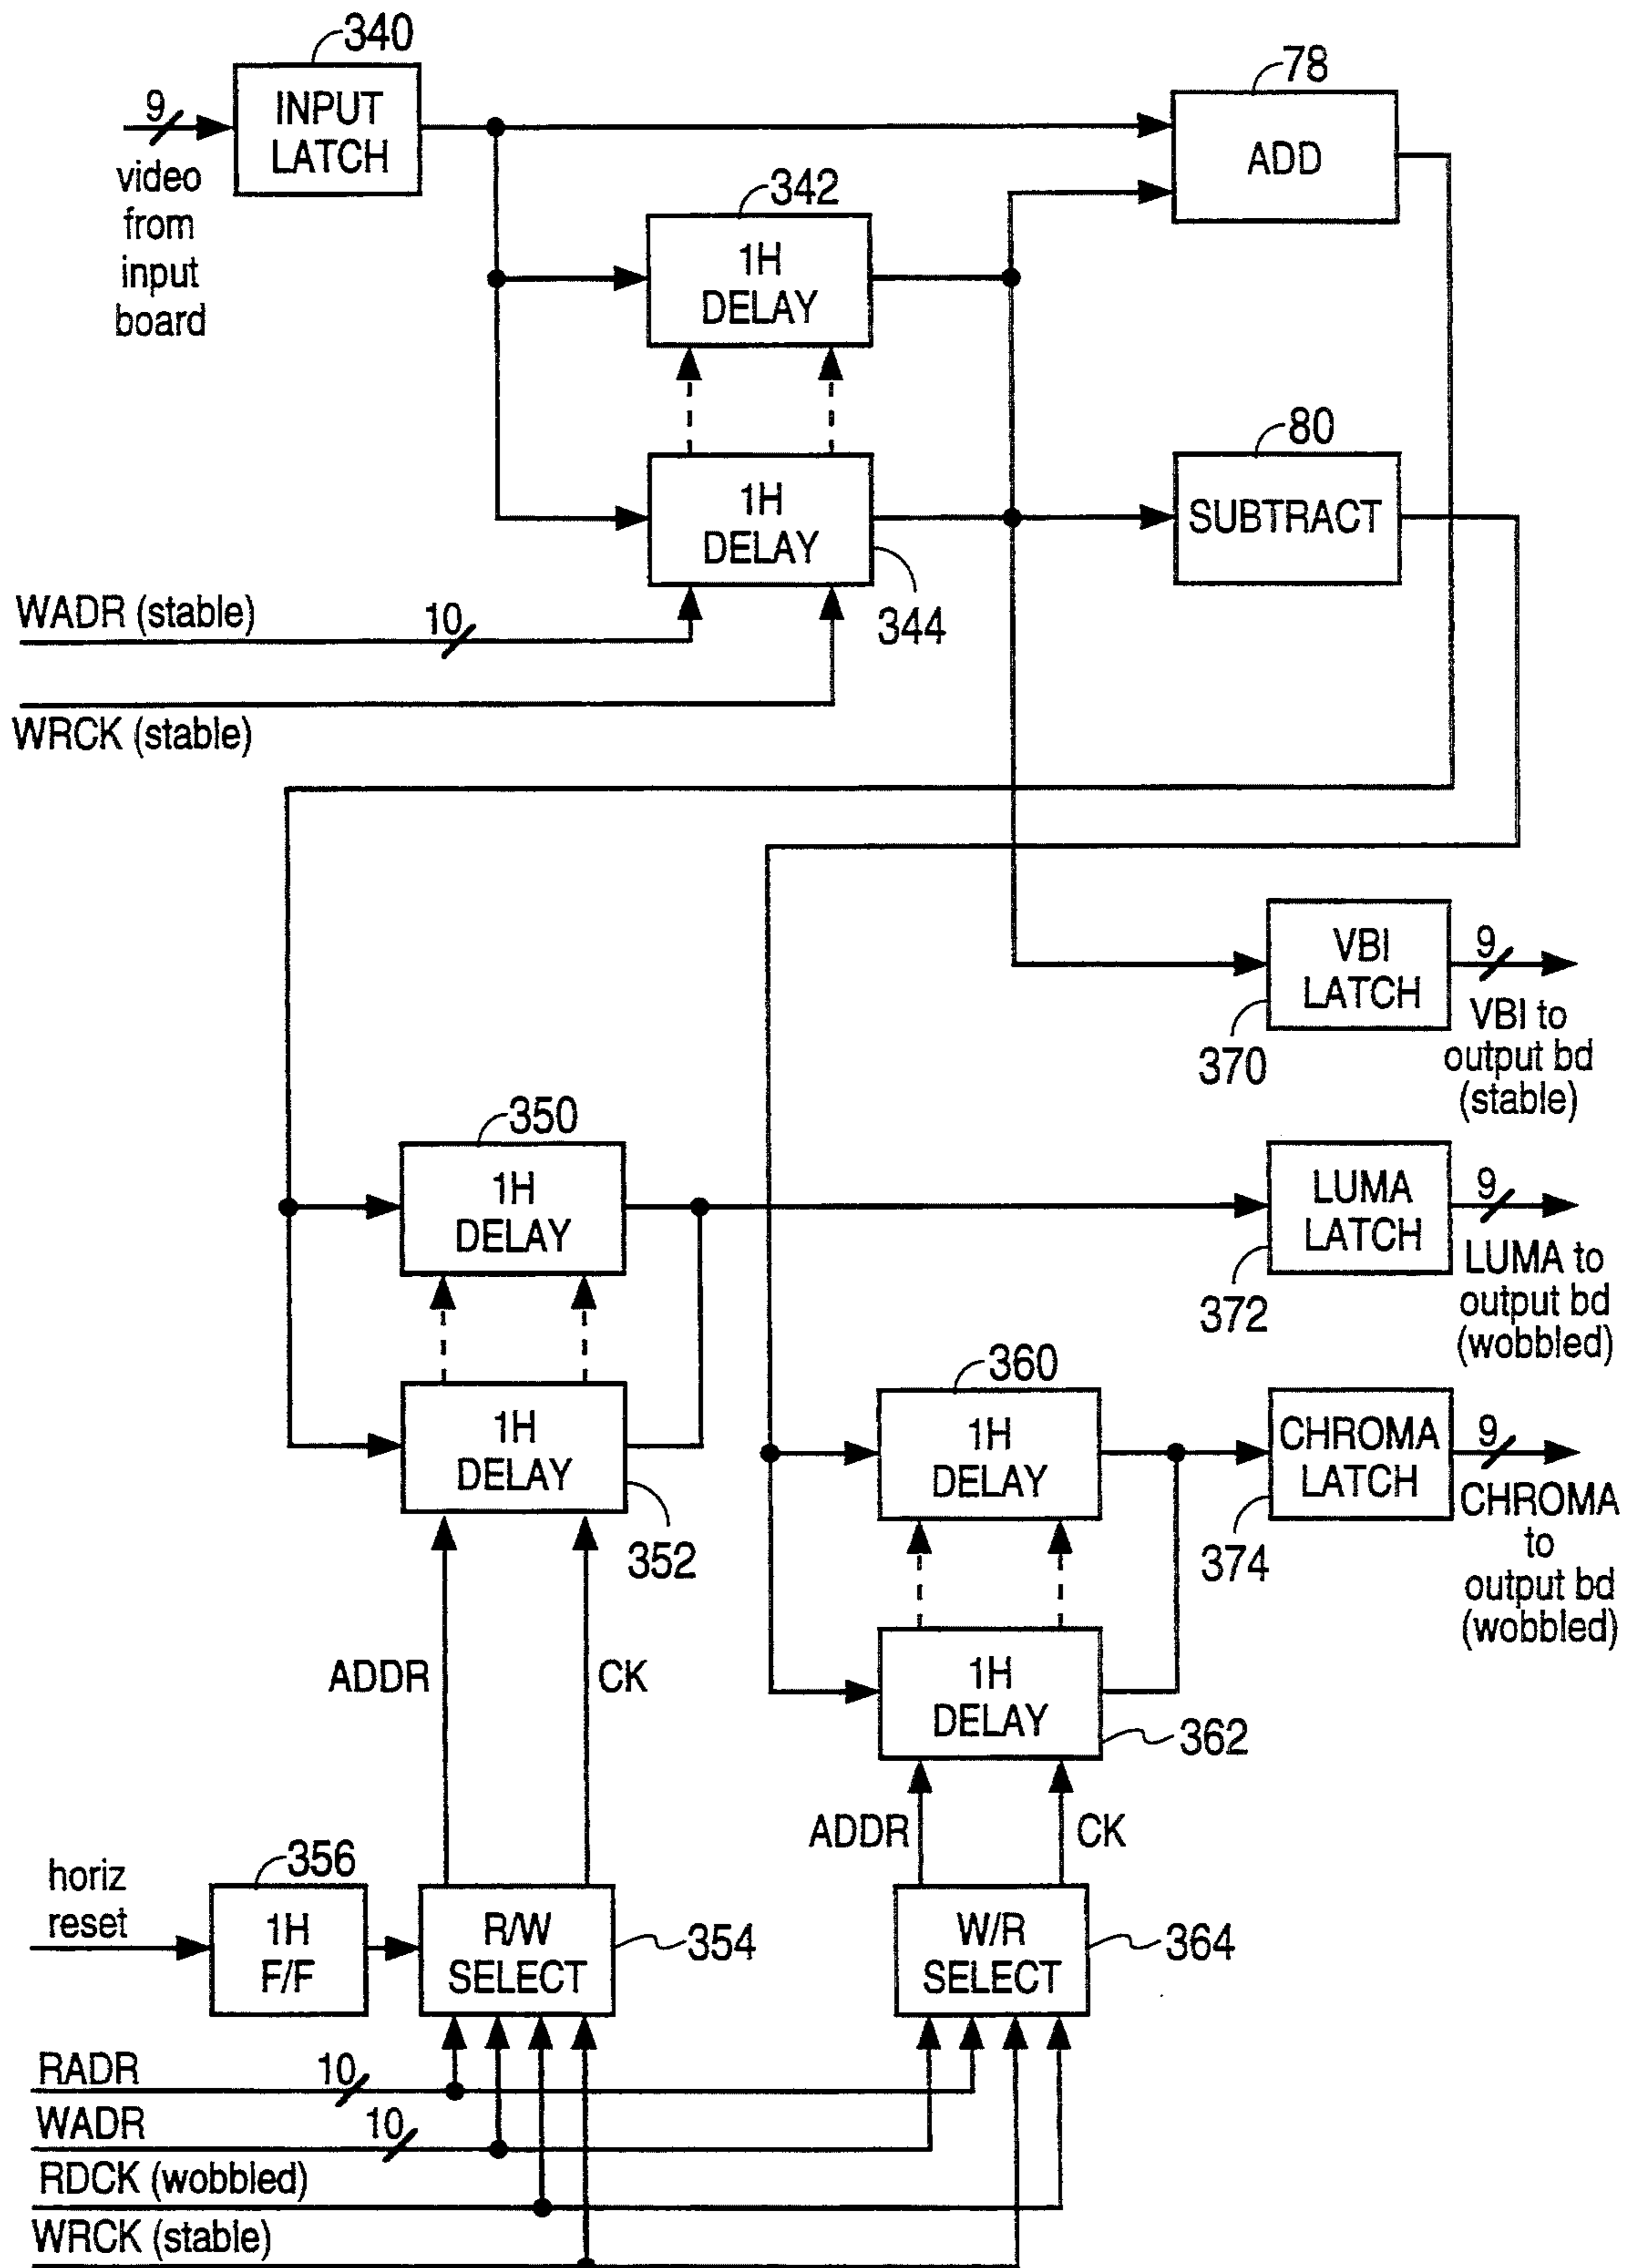 340
INPUT
LATCH
9
video
from
input
board
78
ADD
342
1H
DELAY
80
SUBTRACT
1H
DELAY
344
WADR (stable)
10
WRCK (stable)
VBI
LATCH
9
370
VBI to
output bd
(stable)
350
1H
DELAY
LUMA
LATCH
9
372
LUMA to
output bd
(wobbled)
1H
DELAY
352
360
1H
DELAY
CHROMA
LATCH
9
374
CHROMA
to
output bd
(wobbled)
1H
DELAY
362
ADDR
CK
ADDR
CK
horiz
reset
356
1H
F/F
R/W
SELECT
354
W/R
SELECT
364
RADR
10
WADR
10
RDCK (wobbled)
WRCK (stable)